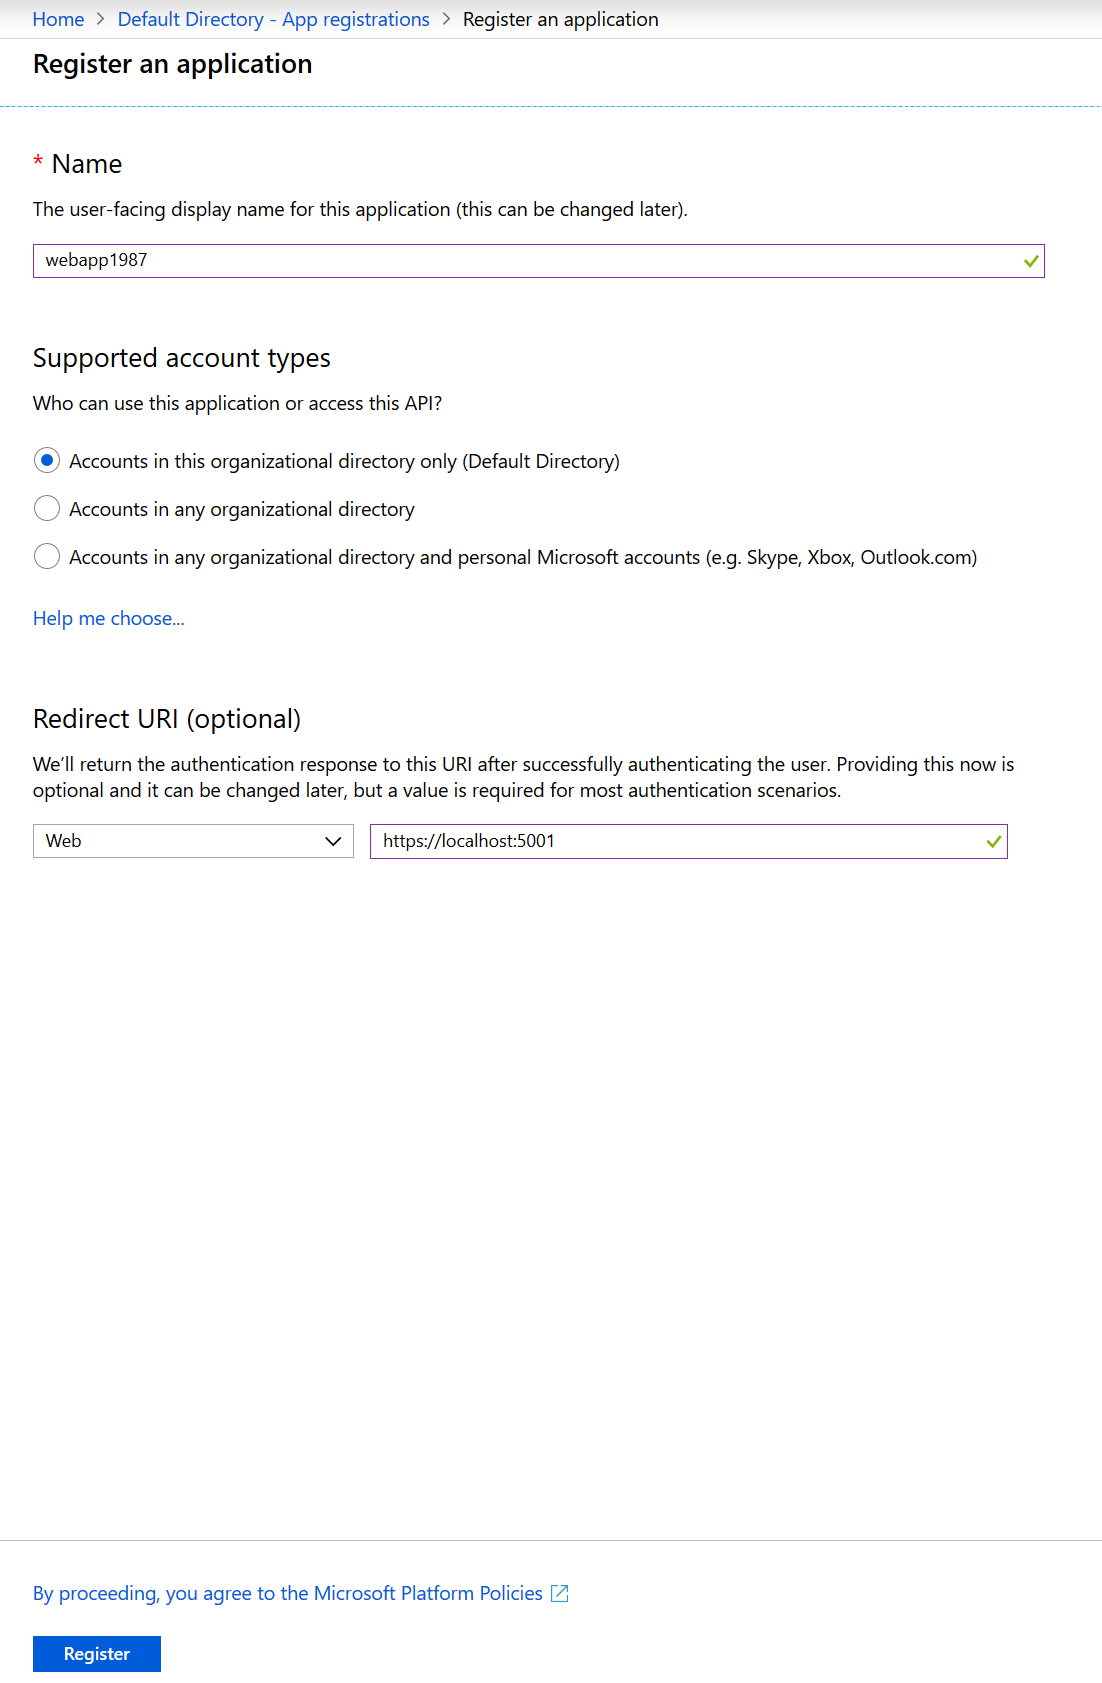 Home > Default Directory - App registrations > Register an application
Register an application
* Name
The user-facing display name for this application (this can be changed later).
webapp1987
Supported account types
Who can use this application or access this API?
Accounts in this organizational directory only (Default Directory)
Accounts in any organizational directory
Accounts in any organizational directory and personal Microsoft accounts (e.g. Skype, Xbox, Outlook.com)
Help me choose...
Redirect URI (optional)
We’ll return the authentication response to this URI after successfully authenticating the user. Providing this now is
optional and it can be changed later, but a value is required for most authentication scenarios.
Web https://localhost:5001
By proceeding, you agree to the Microsoft Platform Policies
Register